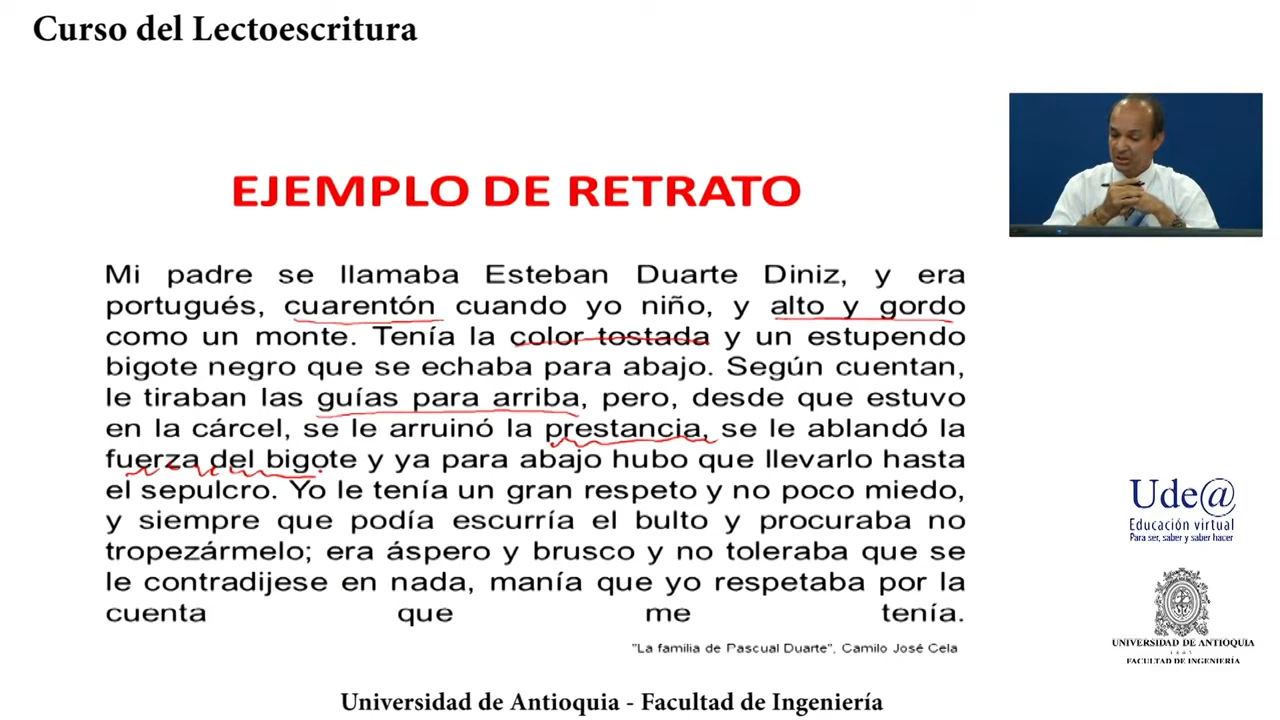 Curso del Lectoescritura
EJEMPLO DE RETRATO
Mi padre se llamaba Esteban Duarte Diniz, y era
portugués, cuarentón cuando yo niño, y alto y gordo
como un monte. Tenía la color tostada y un estupendo
bigote negro que se echaba para abajo. Según cuentan,
le tiraban las guías para arriba, pero, desde que estuvo
en la cárcel, se le arruinó la prestancia, se le ablandó la
fuerza del bigote y ya para abajo hubo que llevarlo hasta
el sepulcro. Yo le tenía un gran respeto y no poco miedo,
y siempre que podía escurría el bulto y procuraba no
tropezármelo; era áspero y brusco y no toleraba que se
le contradijese en nada, manía que yo respetaba por la
cuenta que me tenía.
"La familia de Pascual Duarte", Camilo José Cela
Ude@
Educación virtual
Para ser, saber y saber hacer
UNIVERSIDAD DE ANTIOQUIA
1 8 0 3
FACULTAD DE INGENIERÍA
Universidad de Antioquia - Facultad de Ingeniería